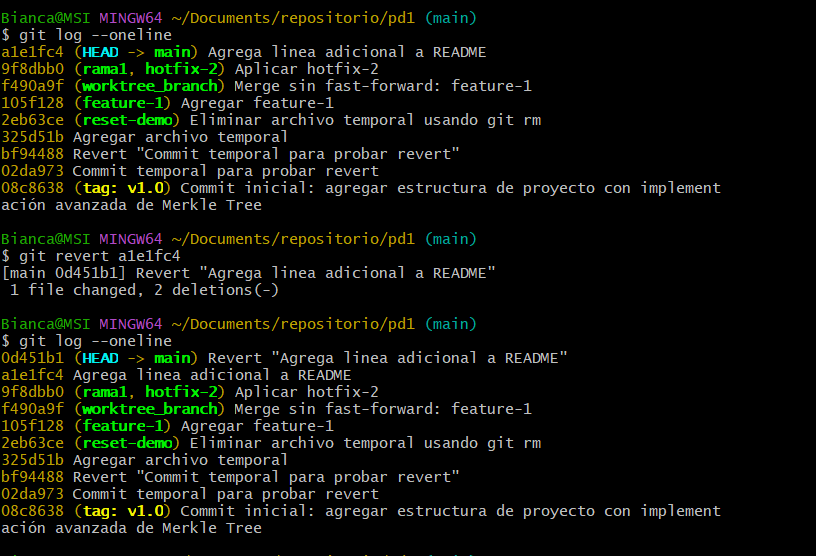 Bianca@MSI MINGW64 ~/Documents/repositorio/pd1 (main)
$ git log --oneline
a1e1fc4 (HEAD -> main) Agrega linea adicional a README
9f8dbb0 (rama1, hotfix-2) Aplicar hotfix-2
f490a9f (worktree_branch) Merge sin fast-forward: feature-1
105f128 (feature-1) Agregar feature-1
2eb63ce (reset-demo) Eliminar archivo temporal usando git rm
325d51b Agregar archivo temporal
bf94488 Revert "Commit temporal para probar revert"
02da973 Commit temporal para probar revert
08c8638 (tag: v1.0) Commit inicial: agregar estructura de proyecto con implement
ación avanzada de Merkle Tree
Bianca@MSI MINGW64 ~/Documents/repositorio/pd1 (main)
$ git revert a1e1fc4
[main 0d451b1] Revert "Agrega linea adicional a README"
 1 file changed, 2 deletions(-)
Bianca@MSI MINGW64 ~/Documents/repositorio/pd1 (main)
$ git log --oneline
0d451b1 (HEAD -> main) Revert "Agrega linea adicional a README"
a1e1fc4 Agrega linea adicional a README
9f8dbb0 (rama1, hotfix-2) Aplicar hotfix-2
f490a9f (worktree_branch) Merge sin fast-forward: feature-1
105f128 (feature-1) Agregar feature-1
2eb63ce (reset-demo) Eliminar archivo temporal usando git rm
325d51b Agregar archivo temporal
bf94488 Revert "Commit temporal para probar revert"
02da973 Commit temporal para probar revert
08c8638 (tag: v1.0) Commit inicial: agregar estructura de proyecto con implement
ación avanzada de Merkle Tree